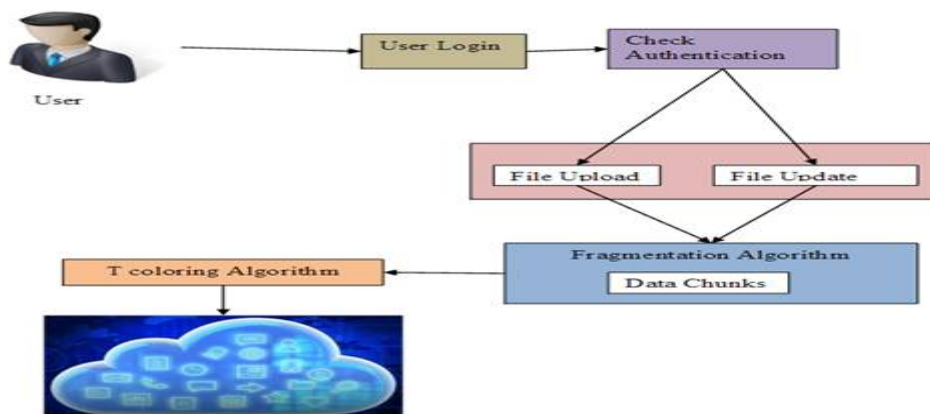 User
User Login
Check
Authentication
File Upload
File Update
Fragmentation Algorithm
Data Chunks
T coloring Algorithm